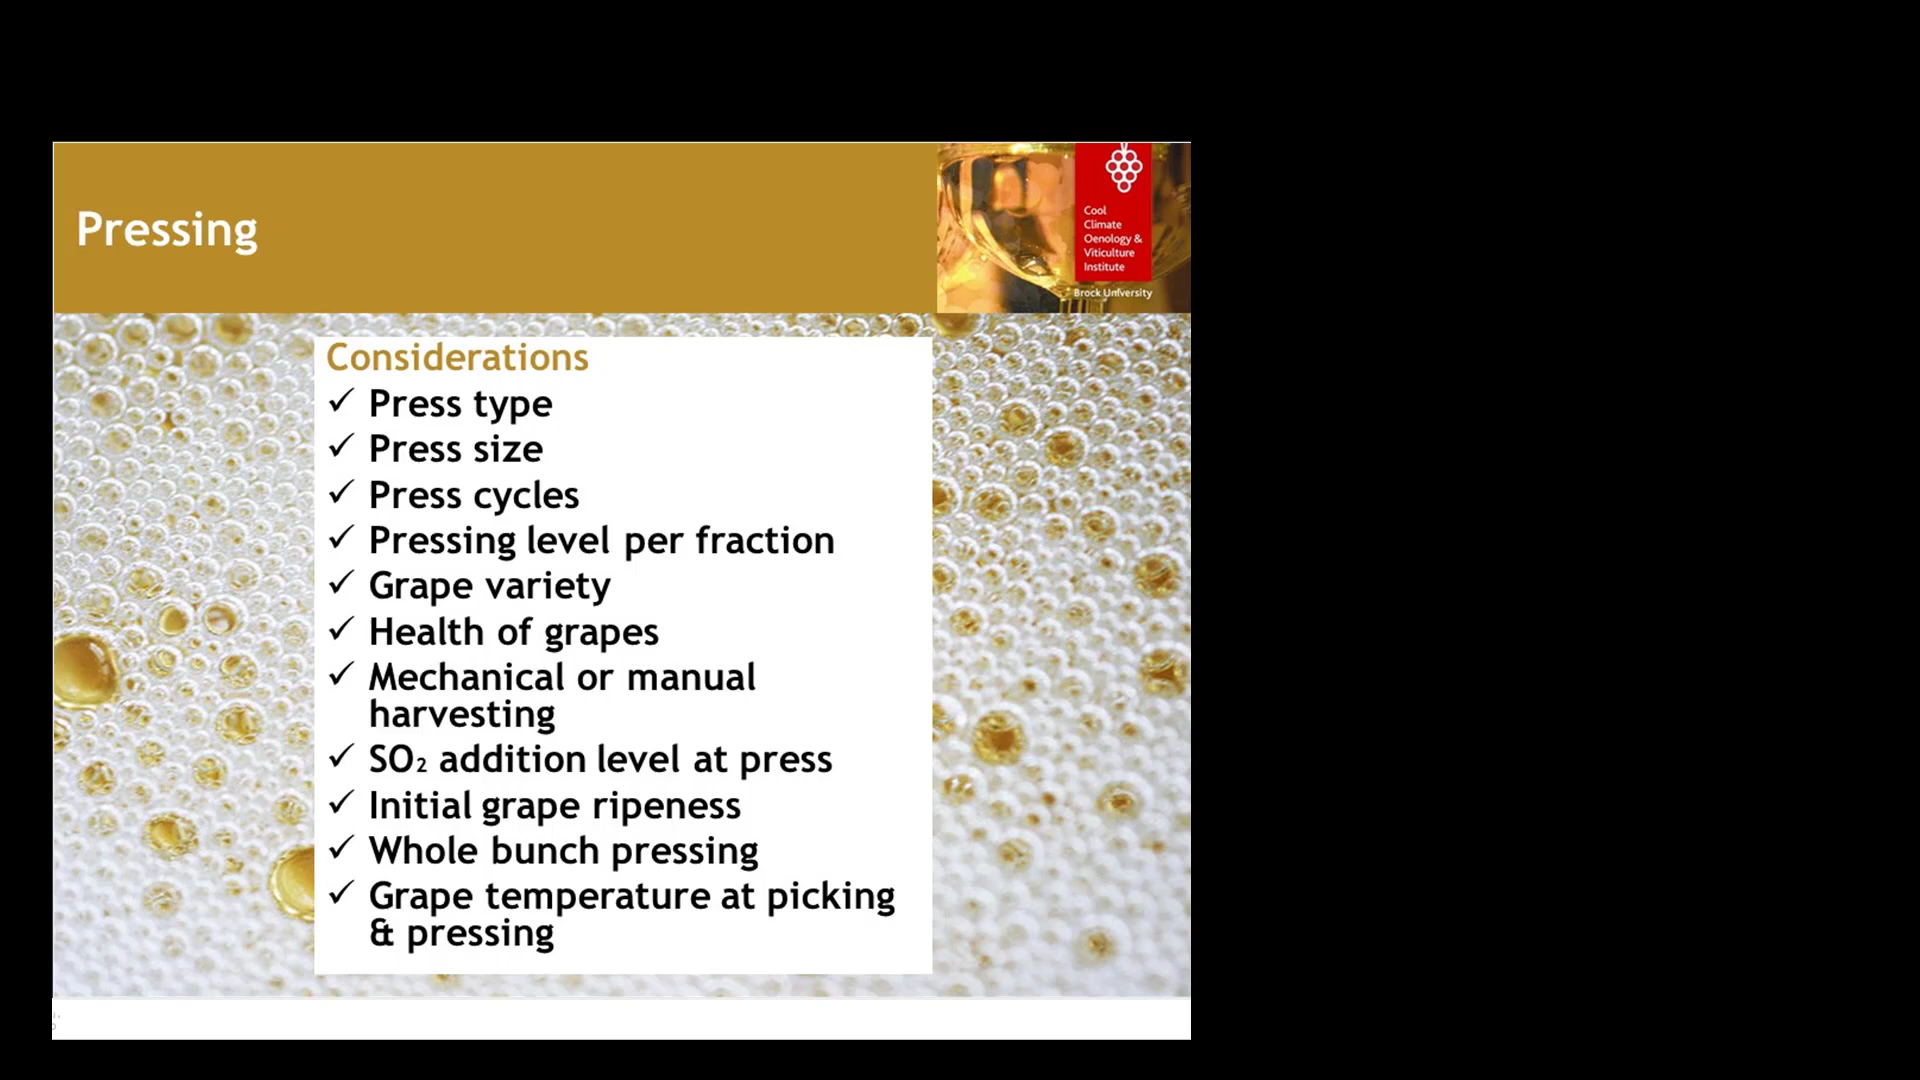 Pressing
Cool
Climate
Oenology &
Viticulture
Institute
Brock University
Considerations
✓ Press type
✓ Press size
✓ Press cycles
✓ Pressing level per fraction
✓ Grape variety
✓ Health of grapes
✓ Mechanical or manual
harvesting
✓ SO₂ addition level at press
✓ Initial grape ripeness
✓ Whole bunch pressing
✓ Grape temperature at picking
& pressing